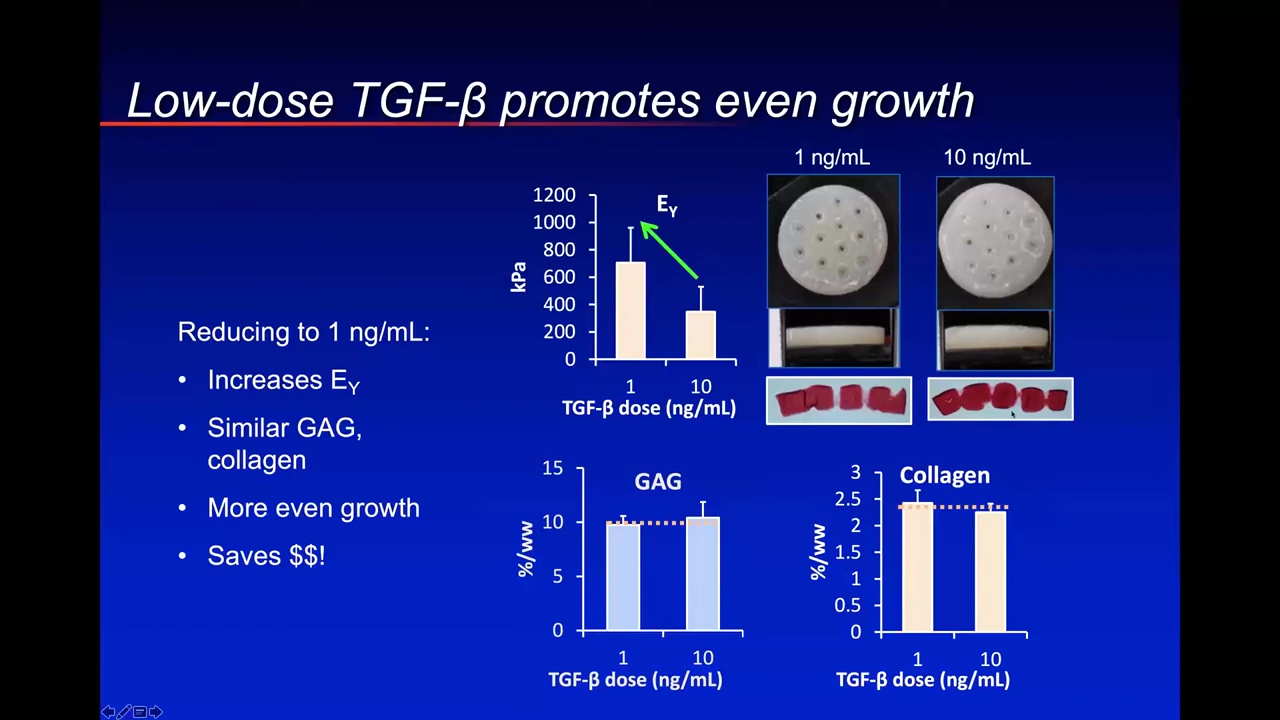 Low-dose TGF-β promotes even growth
1 ng/mL
10 ng/mL
Reducing to 1 ng/mL:
• Increases EY
• Similar GAG,
collagen
• More even growth
• Saves $$!
EY
kPa
1200
1000
800
600
400
200
0
1
10
TGF-β dose (ng/mL)
GAG
%/ww
15
10
5
0
1
10
TGF-β dose (ng/mL)
Collagen
%/ww
3
2.5
2
1.5
1
0.5
0
1
10
TGF-β dose (ng/mL)